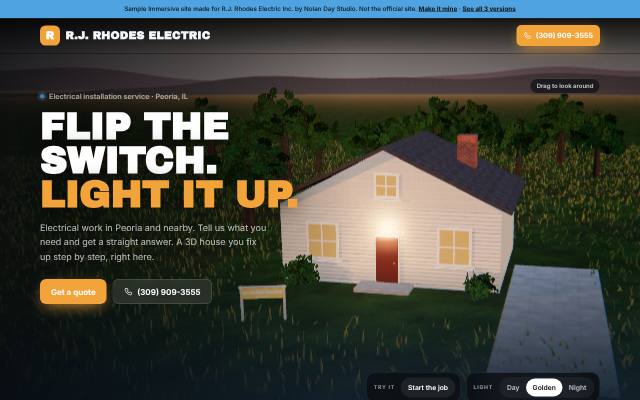 Sample Immersive site made for R.J. Rhodes Electric Inc. by Nolan Day Studio. Not the official site. Make it mine · See all 3 versions
R R.J. RHODES ELECTRIC
(309) 909-3555
Drag to look around
Electrical installation service · Peoria, IL
FLIP THE
SWITCH.
LIGHT IT UP.
Electrical work in Peoria and nearby. Tell us what you
need and get a straight answer. A 3D house you fix
up step by step, right here.
Get a quote
(309) 909-3555
TRY IT Start the job
LIGHT Day Golden Night